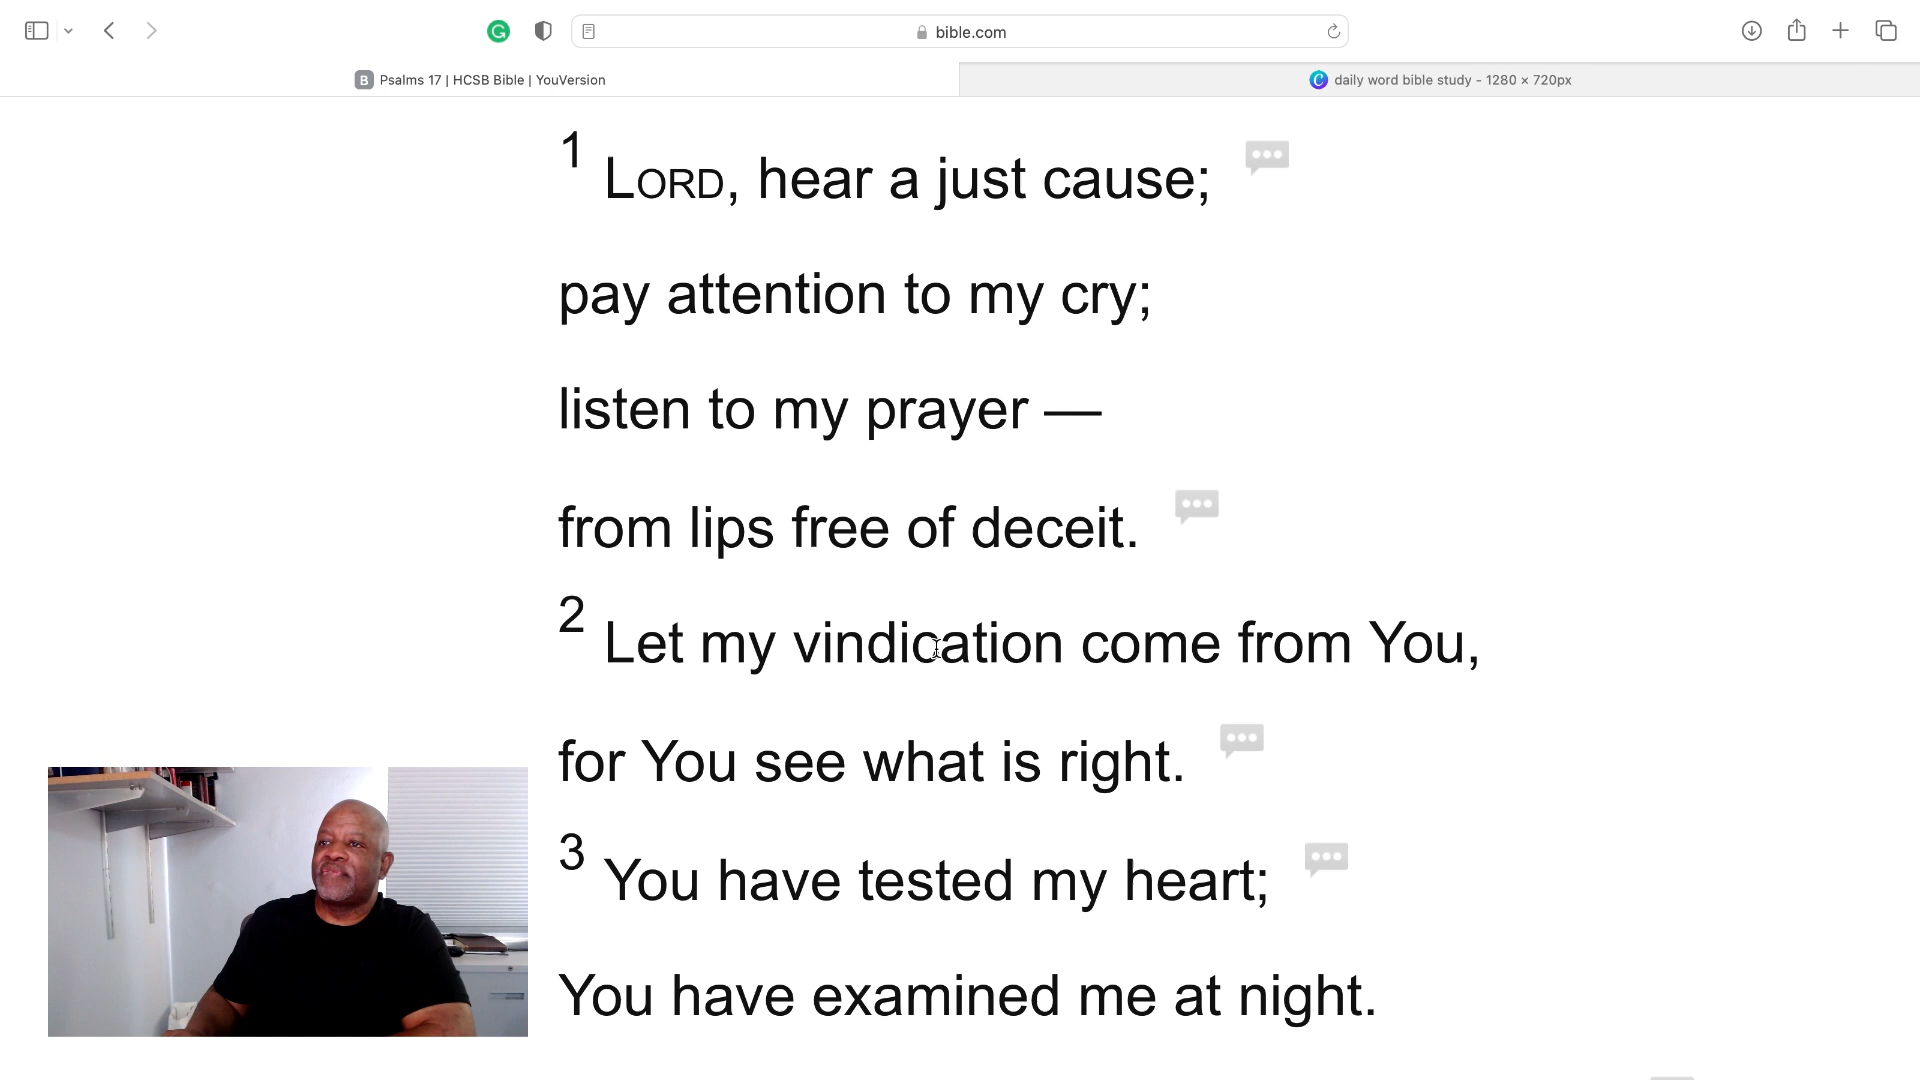 bible.com
Psalms 17 | HCSB Bible | YouVersion
daily word bible study - 1280 × 720px
1 LORD, hear a just cause;
pay attention to my cry;
listen to my prayer —
from lips free of deceit.
2 Let my vindication come from You,
for You see what is right.
3 You have tested my heart;
You have examined me at night.